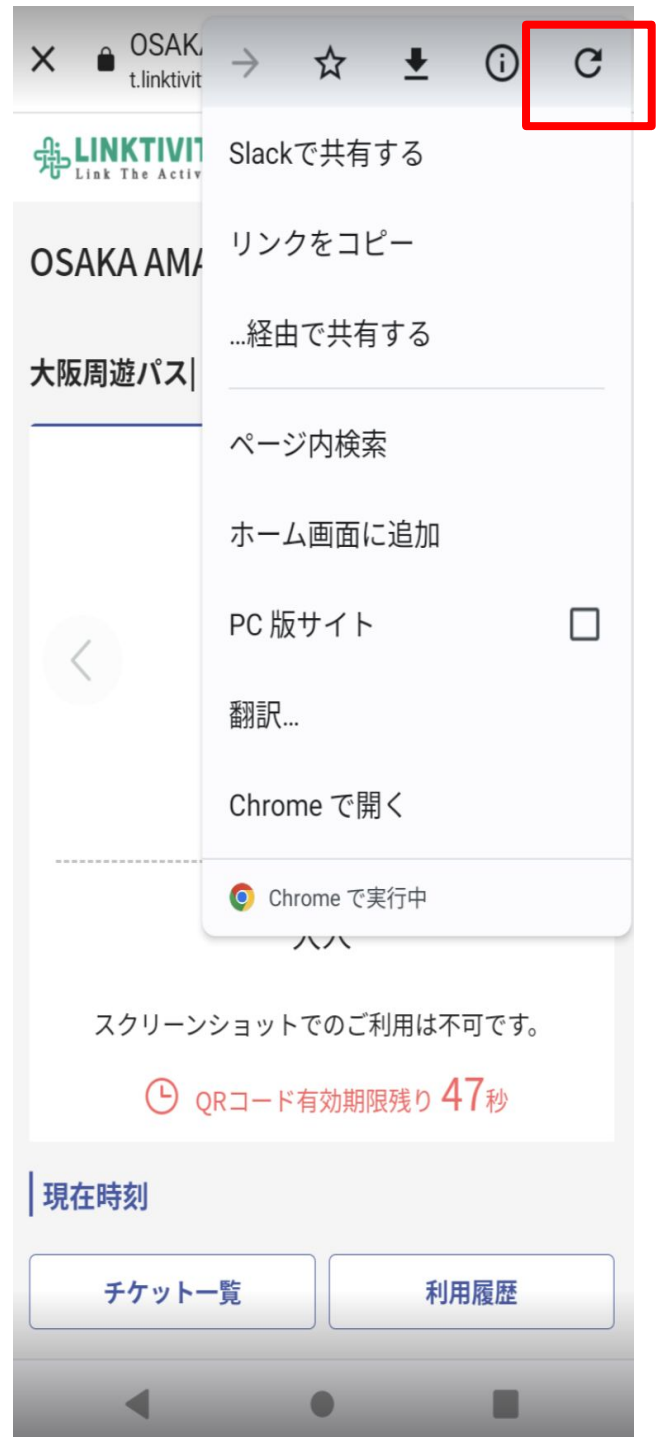 OSAK
t.linktivit
LINKTIVIT
Link The Activ
Slackで共有する
リンクをコピー
OSAKA AMA
...経由で共有する
大阪周遊パス|
ページ内検索
ホーム画面に追加
PC 版サイト
翻訳...
Chrome で開く
Chrome で実行中
スクリーンショットでのご利用は不可です。
QRコード有効期限残り 47秒
現在時刻
チケット一覧
利用履歴